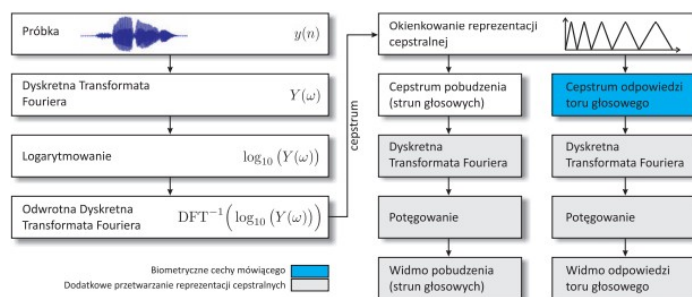 Próbka y(n)
Dyskretna Transformata
Fouriera Y(ω)
Logarytmowanie log₁₀ (Y(ω))
Odwrotna Dyskretna
Transformata Fouriera DFT⁻¹(log₁₀ (Y(ω)))
cepstrum
Okienkowanie reprezentacji
cepstralnej
Cepstrum pobudzenia
(strun głosowych)
Dyskretna
Transformata Fouriera
Potęgowanie
Widmo pobudzenia
(strun głosowych)
Cepstrum odpowiedzi
toru głosowego
Dyskretna
Transformata Fouriera
Potęgowanie
Widmo odpowiedzi
toru głosowego
Biometryczne cechy mówiącego
Dodatkowe przetwarzanie reprezentacji cepstralnych